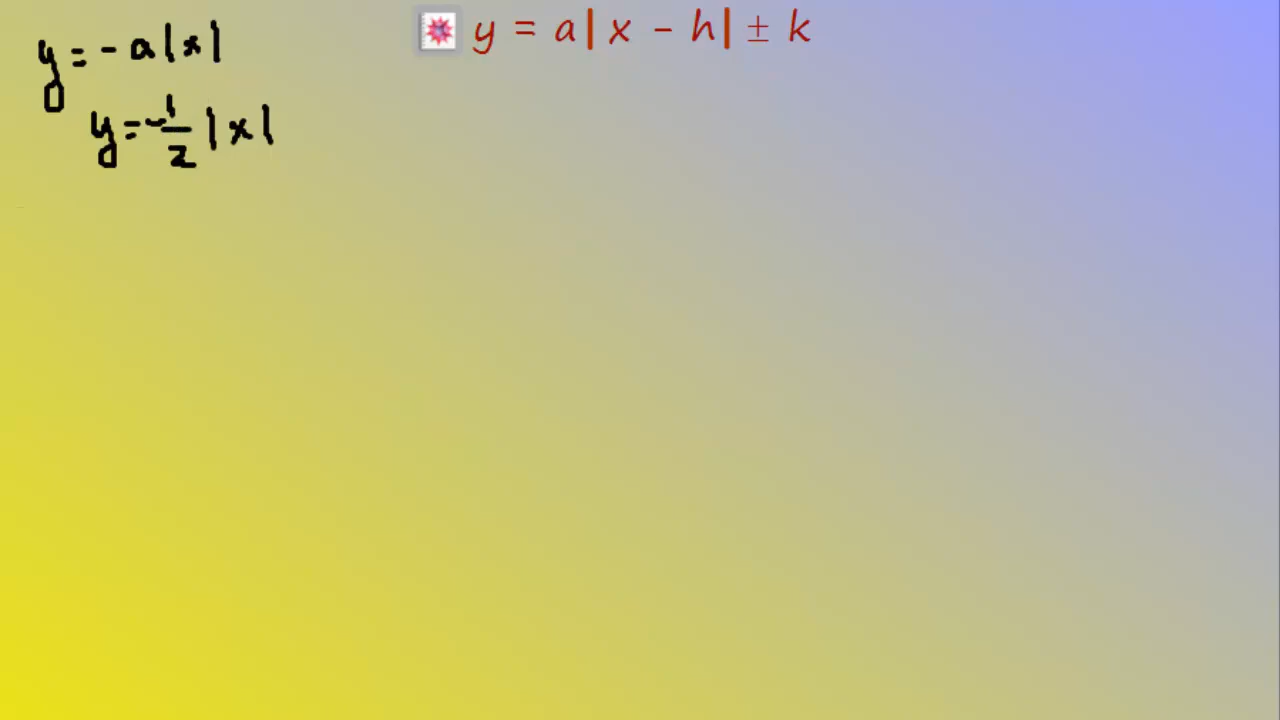 y = a|x - h| ± k
y = - a|x|
y = -1/2 |x|